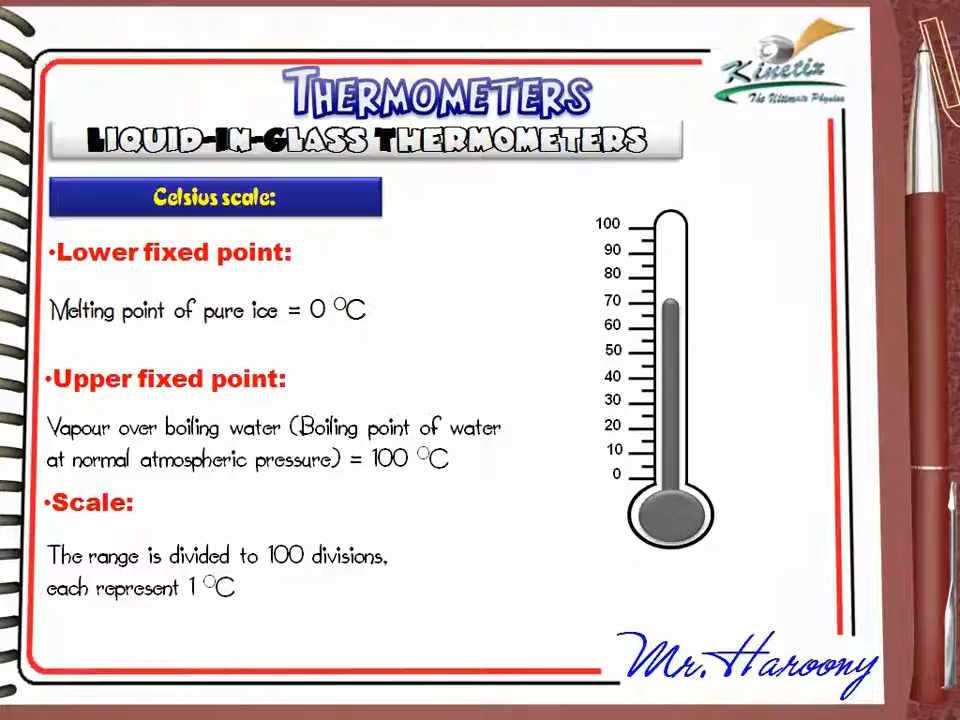 Kinetix
The Ultimate Physics
Thermometers
Liquid-in-Glass Thermometers
Celsius scale:
•Lower fixed point:
Melting point of pure ice = 0 °C
•Upper fixed point:
Vapour over boiling water (Boiling point of water
at normal atmospheric pressure) = 100 °C
•Scale:
The range is divided to 100 divisions,
each represent 1 °C
100
90
80
70
60
50
40
30
20
10
0
Mr. Haroony